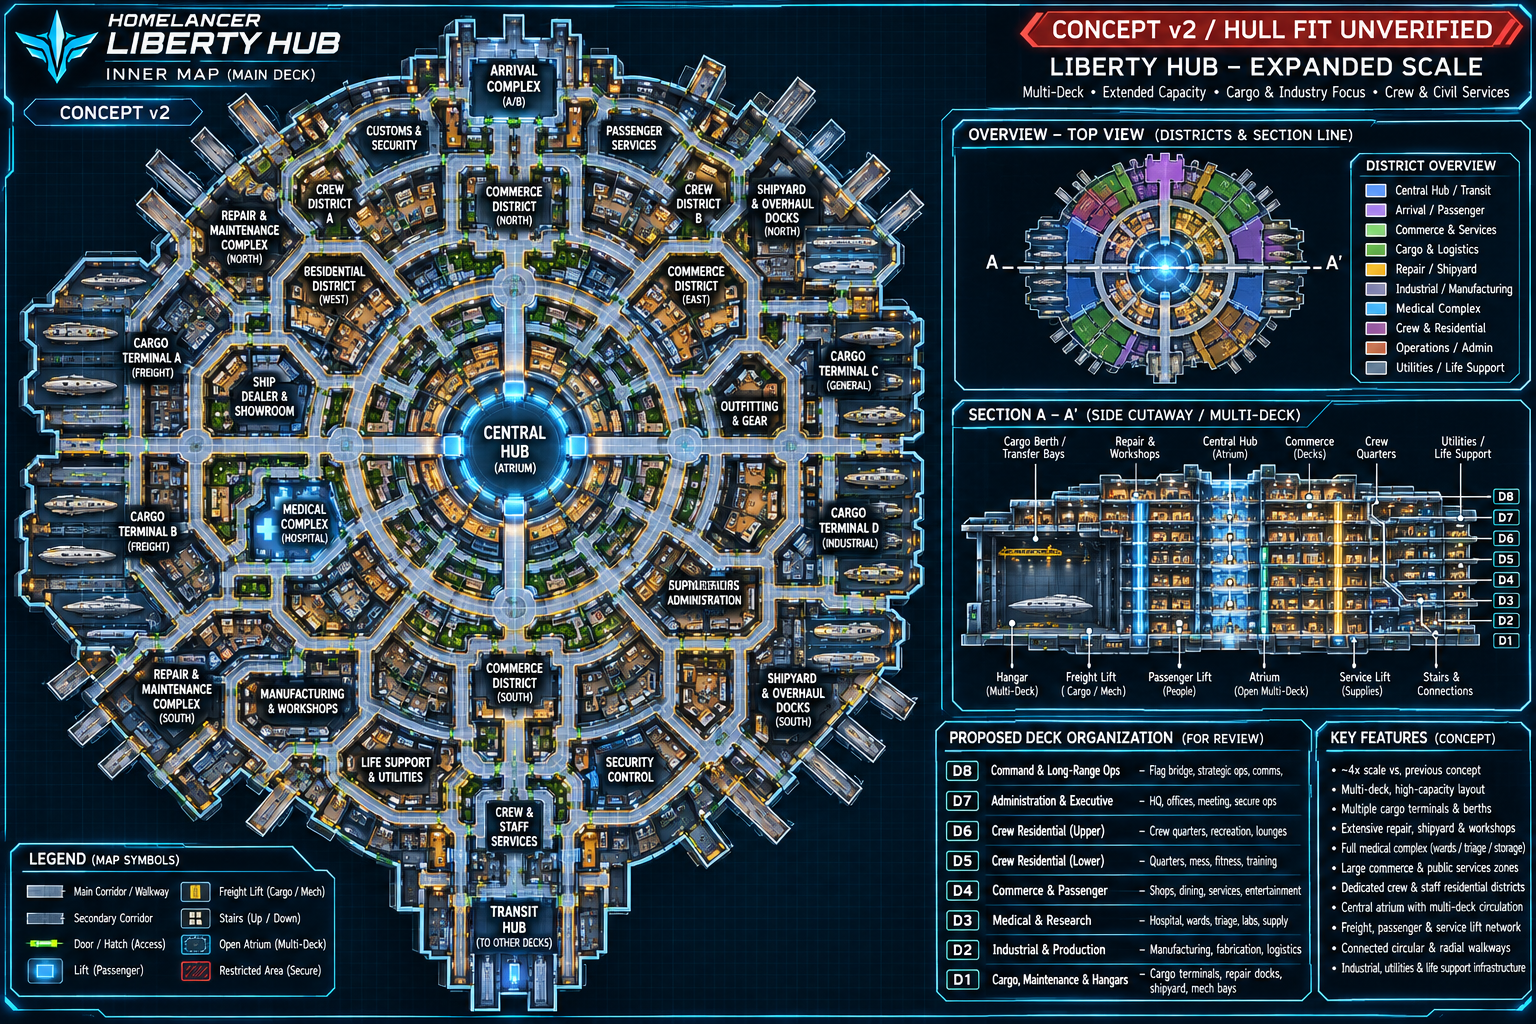 HOMELANCER
LIBERTY HUB
INNER MAP (MAIN DECK)
CONCEPT v2
CONCEPT v2 / HULL FIT UNVERIFIED
LIBERTY HUB – EXPANDED SCALE
Multi-Deck • Extended Capacity • Cargo & Industry Focus • Crew & Civil Services
ARRIVAL
COMPLEX
(A/B)
CUSTOMS &
SECURITY
PASSENGER
SERVICES
CREW
DISTRICT
A
COMMERCE
DISTRICT
(NORTH)
CREW
DISTRICT
B
SHIPYARD
& OVERHAUL
DOCKS
(NORTH)
REPAIR &
MAINTENANCE
COMPLEX
(NORTH)
RESIDENTIAL
DISTRICT
(WEST)
COMMERCE
DISTRICT
(EAST)
CARGO
TERMINAL A
(FREIGHT)
CARGO
TERMINAL C
(GENERAL)
SHIP
DEALER &
SHOWROOM
OUTFITTING
& GEAR
CENTRAL
HUB
(ATRIUM)
CARGO
TERMINAL B
(FREIGHT)
MEDICAL
COMPLEX
(HOSPITAL)
CARGO
TERMINAL D
(INDUSTRIAL)
ADMINISTRATION
REPAIR &
MAINTENANCE
COMPLEX
(SOUTH)
MANUFACTURING
& WORKSHOPS
COMMERCE
DISTRICT
(SOUTH)
SHIPYARD
& OVERHAUL
DOCKS
(SOUTH)
LIFE SUPPORT
& UTILITIES
SECURITY
CONTROL
CREW &
STAFF
SERVICES
TRANSIT
HUB
(TO OTHER DECKS)
LEGEND (MAP SYMBOLS)
Main Corridor / Walkway
Secondary Corridor
Door / Hatch (Access)
Lift (Passenger)
Freight Lift (Cargo / Mech)
Stairs (Up / Down)
Open Atrium (Multi-Deck)
Restricted Area (Secure)
OVERVIEW – TOP VIEW (DISTRICTS & SECTION LINE)
A
A'
DISTRICT OVERVIEW
Central Hub / Transit
Arrival / Passenger
Commerce & Services
Cargo & Logistics
Repair / Shipyard
Industrial / Manufacturing
Medical Complex
Crew & Residential
Operations / Admin
Utilities / Life Support
SECTION A – A' (SIDE CUTAWAY / MULTI-DECK)
Cargo Berth /
Transfer Bays
Repair &
Workshops
Central Hub
(Atrium)
Commerce
(Decks)
Crew
Quarters
Utilities /
Life Support
D8
D7
D6
D5
D4
D3
D2
D1
Hangar
(Multi-Deck)
Freight Lift
(Cargo / Mech)
Passenger Lift
(People)
Atrium
(Open Multi-Deck)
Service Lift
(Supplies)
Stairs &
Connections
PROPOSED DECK ORGANIZATION (FOR REVIEW)
D8 Command & Long-Range Ops – Flag bridge, strategic ops, comms,
D7 Administration & Executive – HQ, offices, meeting, secure ops
D6 Crew Residential (Upper) – Crew quarters, recreation, lounges
D5 Crew Residential (Lower) – Quarters, mess, fitness, training
D4 Commerce & Passenger – Shops, dining, services, entertainment
D3 Medical & Research – Hospital, wards, triage, labs, supply
D2 Industrial & Production – Manufacturing, fabrication, logistics
D1 Cargo, Maintenance & Hangars – Cargo terminals, repair docks,
shipyard, mech bays
KEY FEATURES (CONCEPT)
• ~4x scale vs. previous concept
• Multi-deck, high-capacity layout
• Multiple cargo terminals & berths
• Extensive repair, shipyard & workshops
• Full medical complex (wards / triage / storage)
• Large commerce & public services zones
• Dedicated crew & staff residential districts
• Central atrium with multi-deck circulation
• Freight, passenger & service lift network
• Connected circular & radial walkways
• Industrial, utilities & life support infrastructure